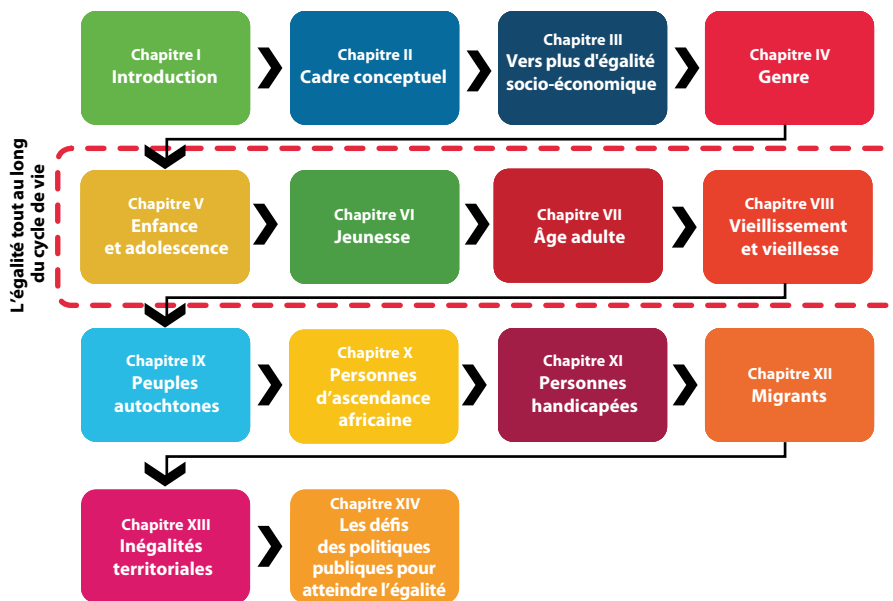 Chapitre I
Introduction
Chapitre II
Cadre conceptuel
Chapitre III
Vers plus d'égalité
socio-économique
Chapitre IV
Genre
L'égalité tout au long
du cycle de vie
Chapitre V
Enfance
et adolescence
Chapitre VI
Jeunesse
Chapitre VII
Âge adulte
Chapitre VIII
Vieillissement
et vieillesse
Chapitre IX
Peuples
autochtones
Chapitre X
Personnes
d’ascendance
africaine
Chapitre XI
Personnes
handicapées
Chapitre XII
Migrants
Chapitre XIII
Inégalités
territoriales
Chapitre XIV
Les défis
des politiques
publiques pour
atteindre l’égalité